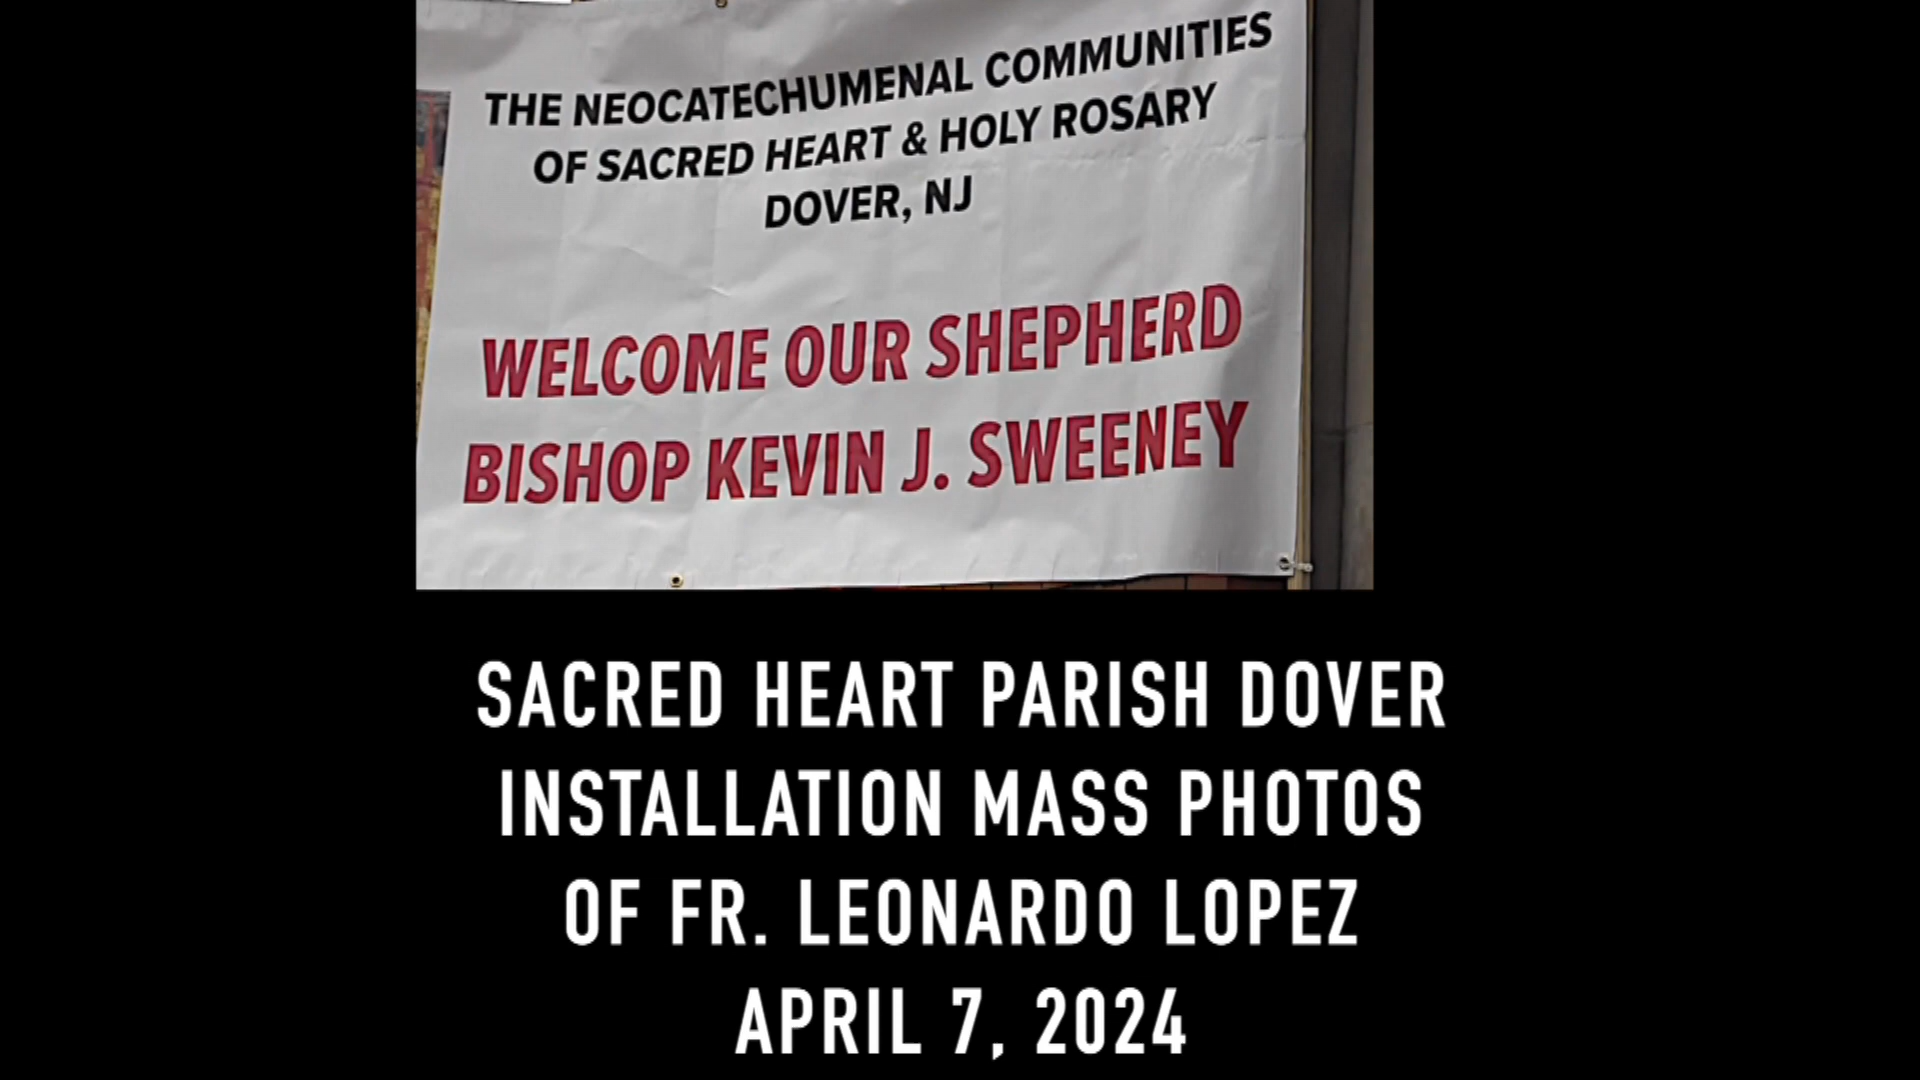 THE NEOCATECHUMENAL COMMUNITIES
OF SACRED HEART & HOLY ROSARY
DOVER, NJ
WELCOME OUR SHEPHERD
BISHOP KEVIN J. SWEENEY
SACRED HEART PARISH DOVER
INSTALLATION MASS PHOTOS
OF FR. LEONARDO LOPEZ
APRIL 7, 2024